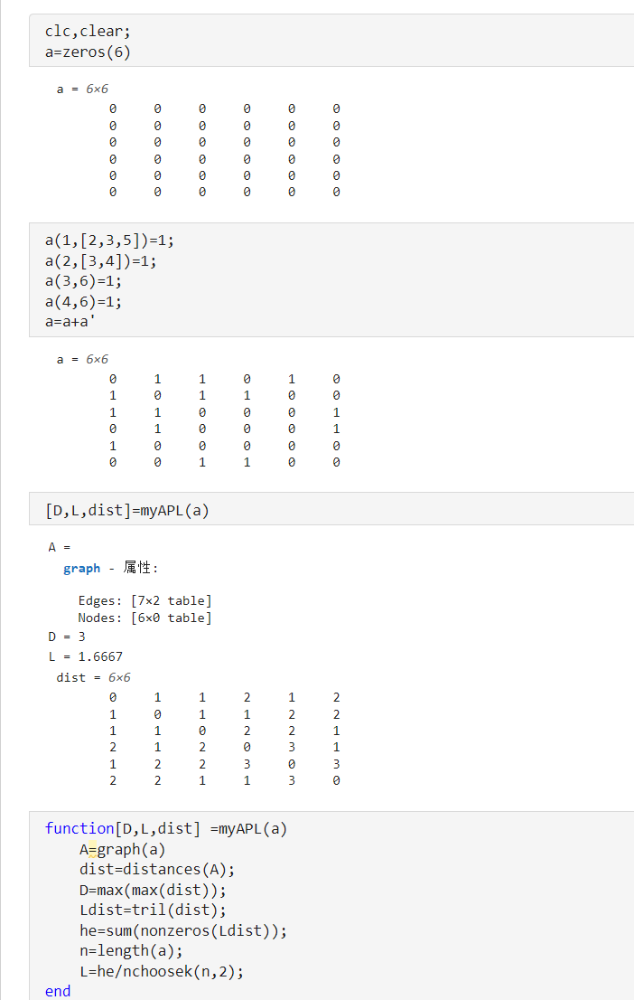 clc,clear;
a=zeros(6)
a = 6×6
0 0 0 0 0 0
0 0 0 0 0 0
0 0 0 0 0 0
0 0 0 0 0 0
0 0 0 0 0 0
0 0 0 0 0 0
a(1,[2,3,5])=1;
a(2,[3,4])=1;
a(3,6)=1;
a(4,6)=1;
a=a+a'
a = 6×6
0 1 1 0 1 0
1 0 1 1 0 0
1 1 0 0 0 1
0 1 0 0 0 1
1 0 0 0 0 0
0 0 1 1 0 0
[D,L,dist]=myAPL(a)
A =
graph - 属性:
Edges: [7×2 table]
Nodes: [6×0 table]
D = 3
L = 1.6667
dist = 6×6
0 1 1 2 1 2
1 0 1 1 2 2
1 1 0 2 2 1
2 1 2 0 3 1
1 2 2 3 0 3
2 2 1 1 3 0
function[D,L,dist] =myAPL(a)
A=graph(a)
dist=distances(A);
D=max(max(dist));
Ldist=tril(dist);
he=sum(nonzeros(Ldist));
n=length(a);
L=he/nchoosek(n,2);
end